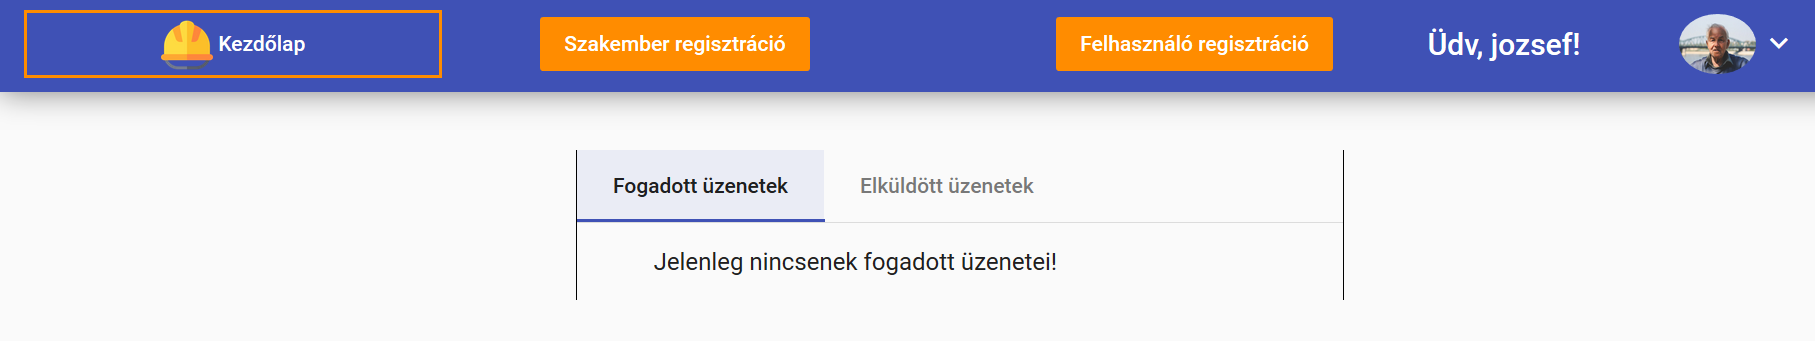 Kezdőlap
Szakember regisztráció
Felhasználó regisztráció
Üdv, jozsef!
Fogadott üzenetek
Elküldött üzenetek
Jelenleg nincsenek fogadott üzenetei!